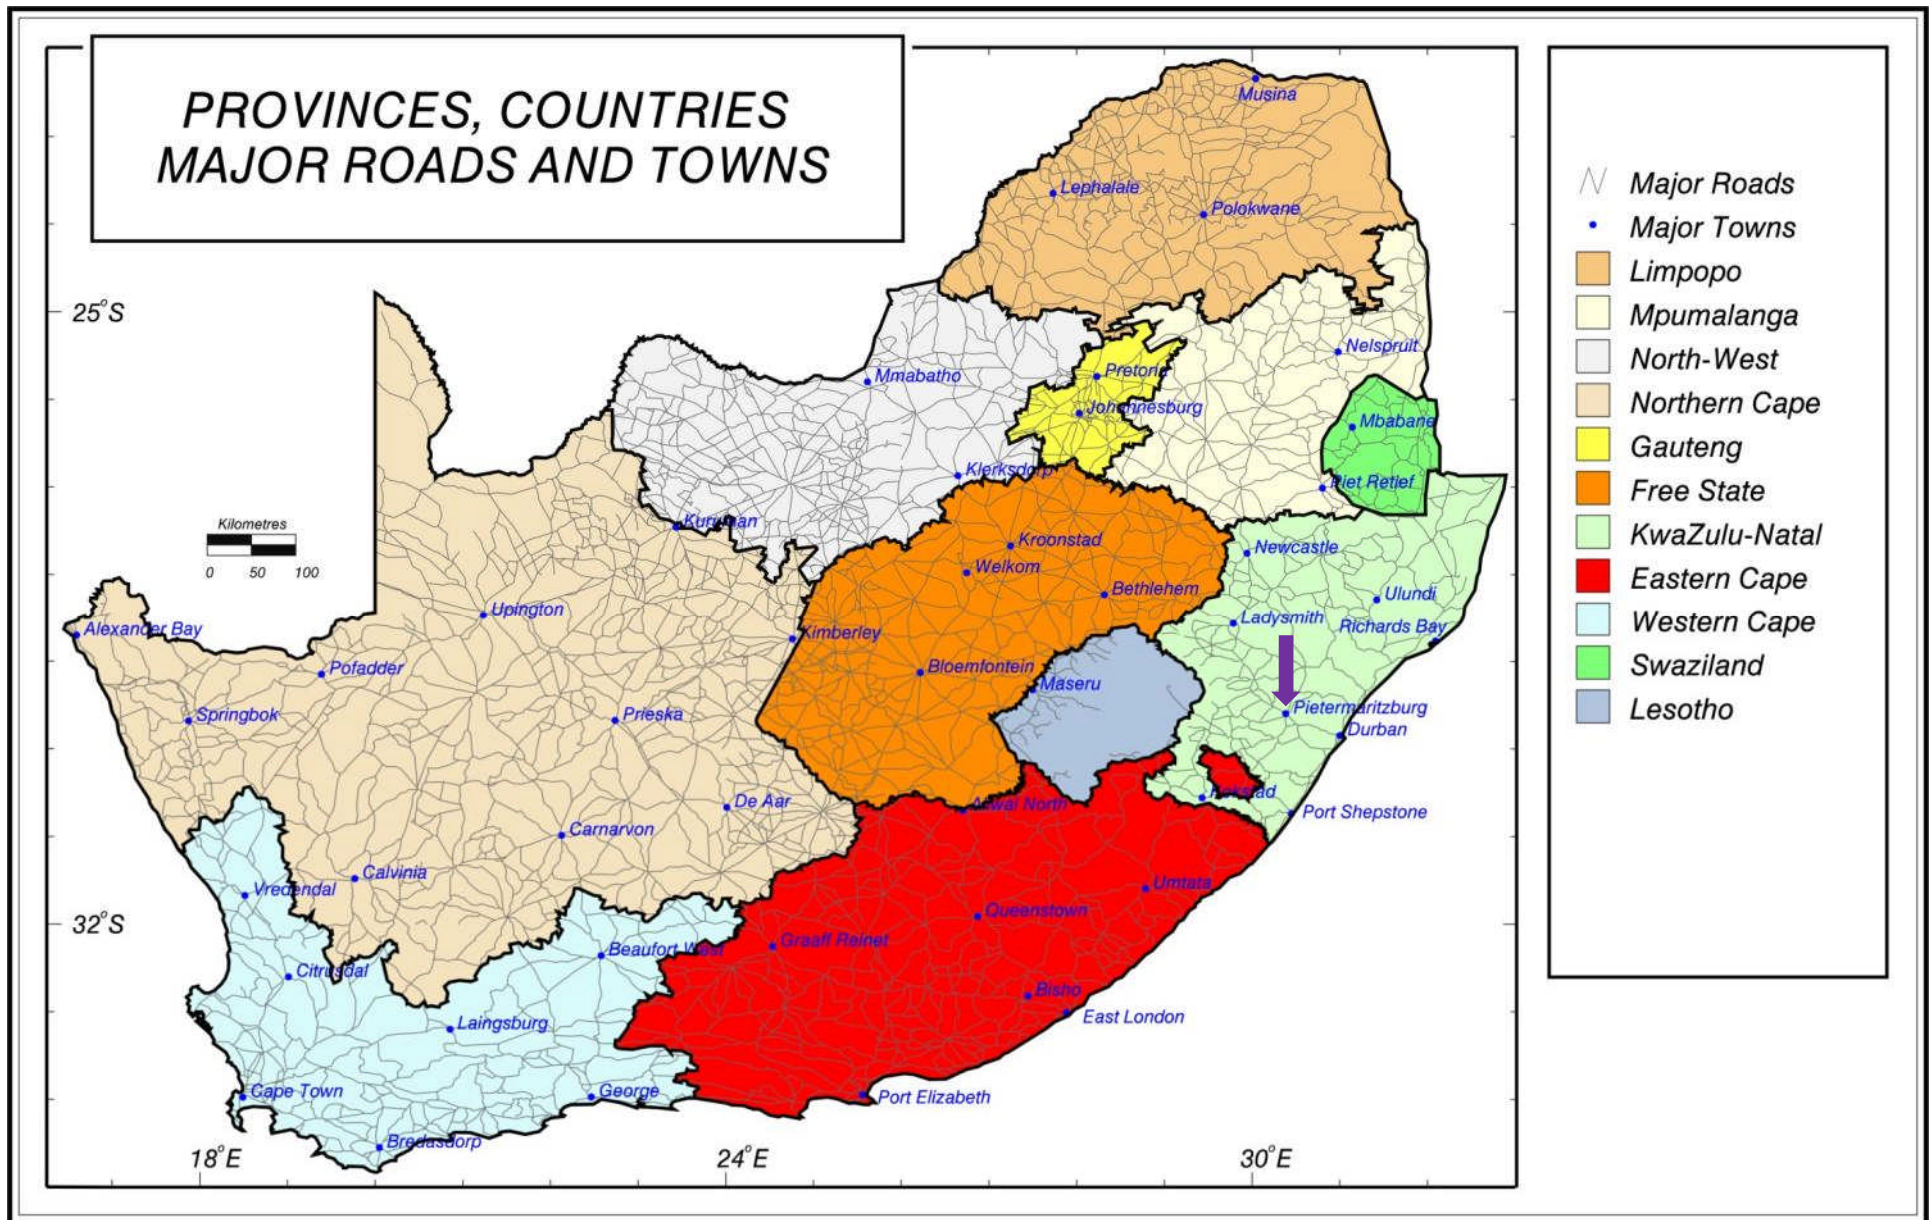 PROVINCES, COUNTRIES
MAJOR ROADS AND TOWNS
Musina
Lephalale
Polokwane
25°S
Nelspruit
Mmabatho
Pretoria
Johannesburg
Mbabane
Klerksdorp
Piet Retief
Kuruman
Kilometres
0 50 100
Kroonstad
Newcastle
Welkom
Bethlehem
Ulundi
Upington
Ladysmith
Richards Bay
Alexander Bay
Kimberley
Pofadder
Bloemfontein
Maseru
Springbok
Prieska
Pietermaritzburg
Durban
De Aar
Aliwal North
Kokstad
Port Shepstone
Carnarvon
Calvinia
Vredendal
Umtata
Queenstown
32°S
Graaff Reinet
Beaufort West
Citrusdal
Bisho
East London
Laingsburg
Cape Town
George
Port Elizabeth
Bredasdorp
18°E
24°E
30°E
Major Roads
Major Towns
Limpopo
Mpumalanga
North-West
Northern Cape
Gauteng
Free State
KwaZulu-Natal
Eastern Cape
Western Cape
Swaziland
Lesotho